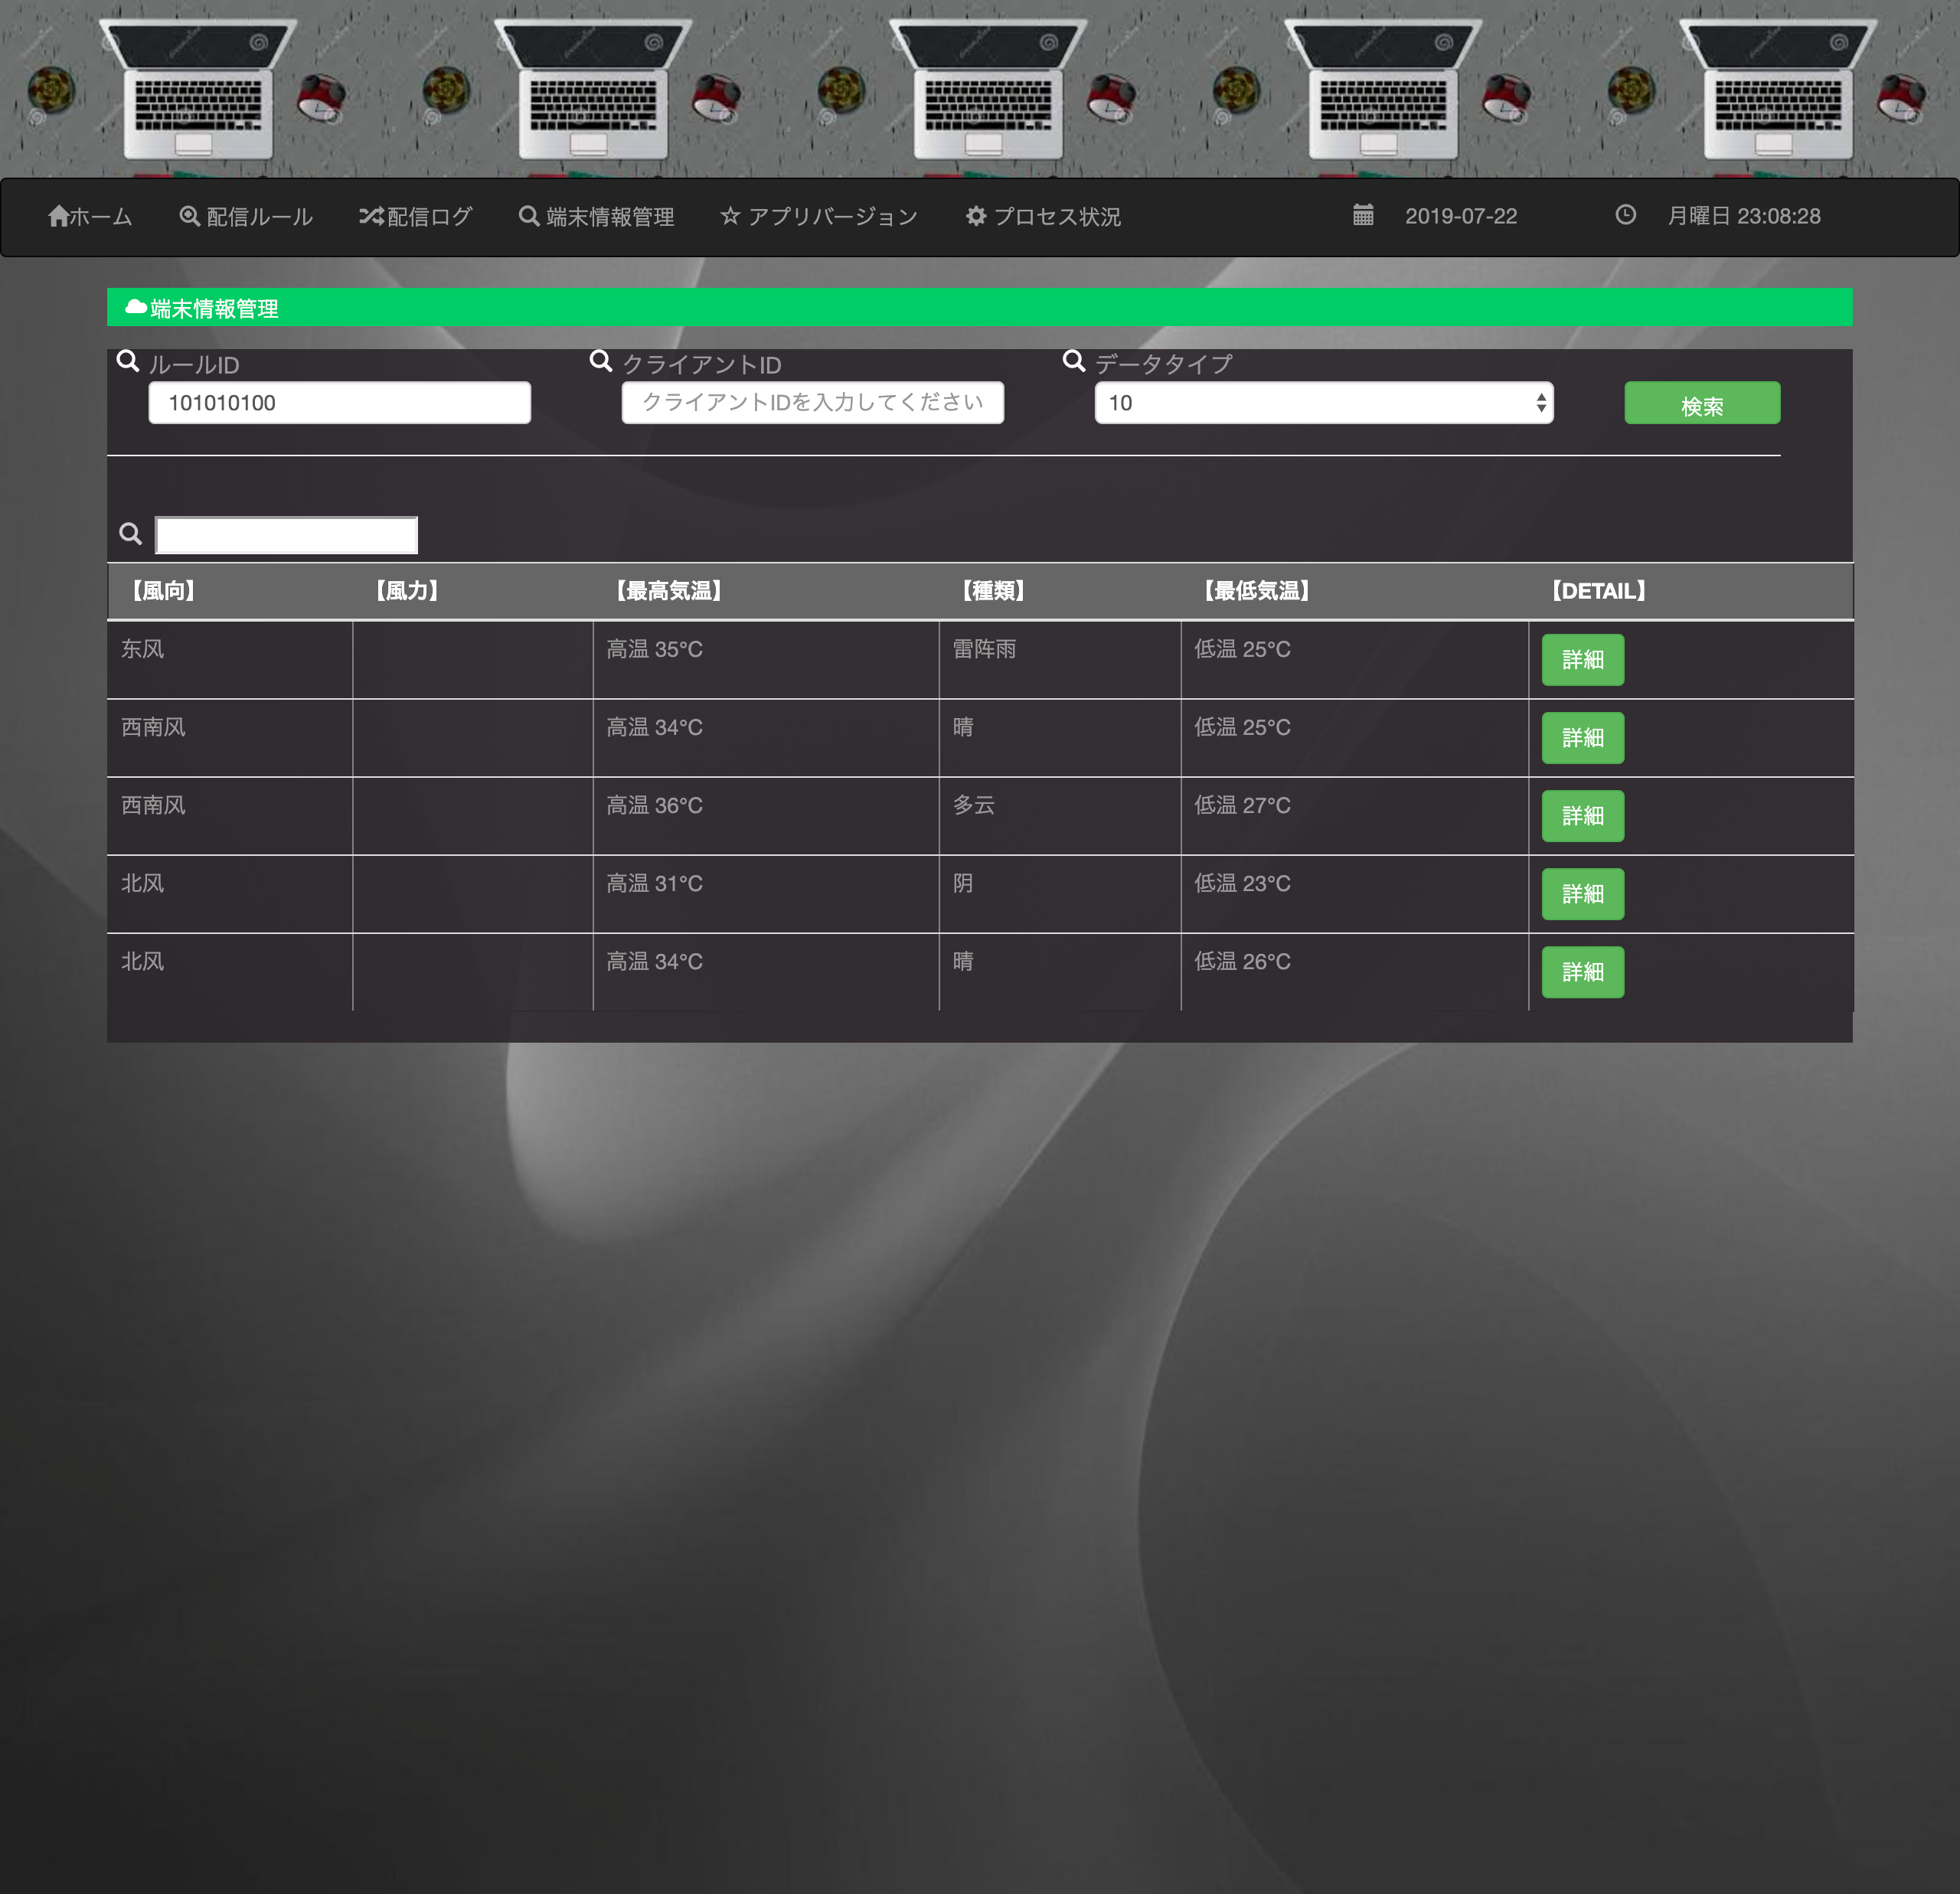 ホーム 配信ルール 配信ログ 端末情報管理 アプリバージョン プロセス状況 2019-07-22 月曜日 23:08:28
端末情報管理
ルールID クライアントID データタイプ
101010100 クライアントIDを入力してください 10 検索
【風向】 【風力】 【最高気温】 【種類】 【最低気温】 【DETAIL】
东风 高温 35°C 雷阵雨 低温 25°C 詳細
西南风 高温 34°C 晴 低温 25°C 詳細
西南风 高温 36°C 多云 低温 27°C 詳細
北风 高温 31°C 阴 低温 23°C 詳細
北风 高温 34°C 晴 低温 26°C 詳細